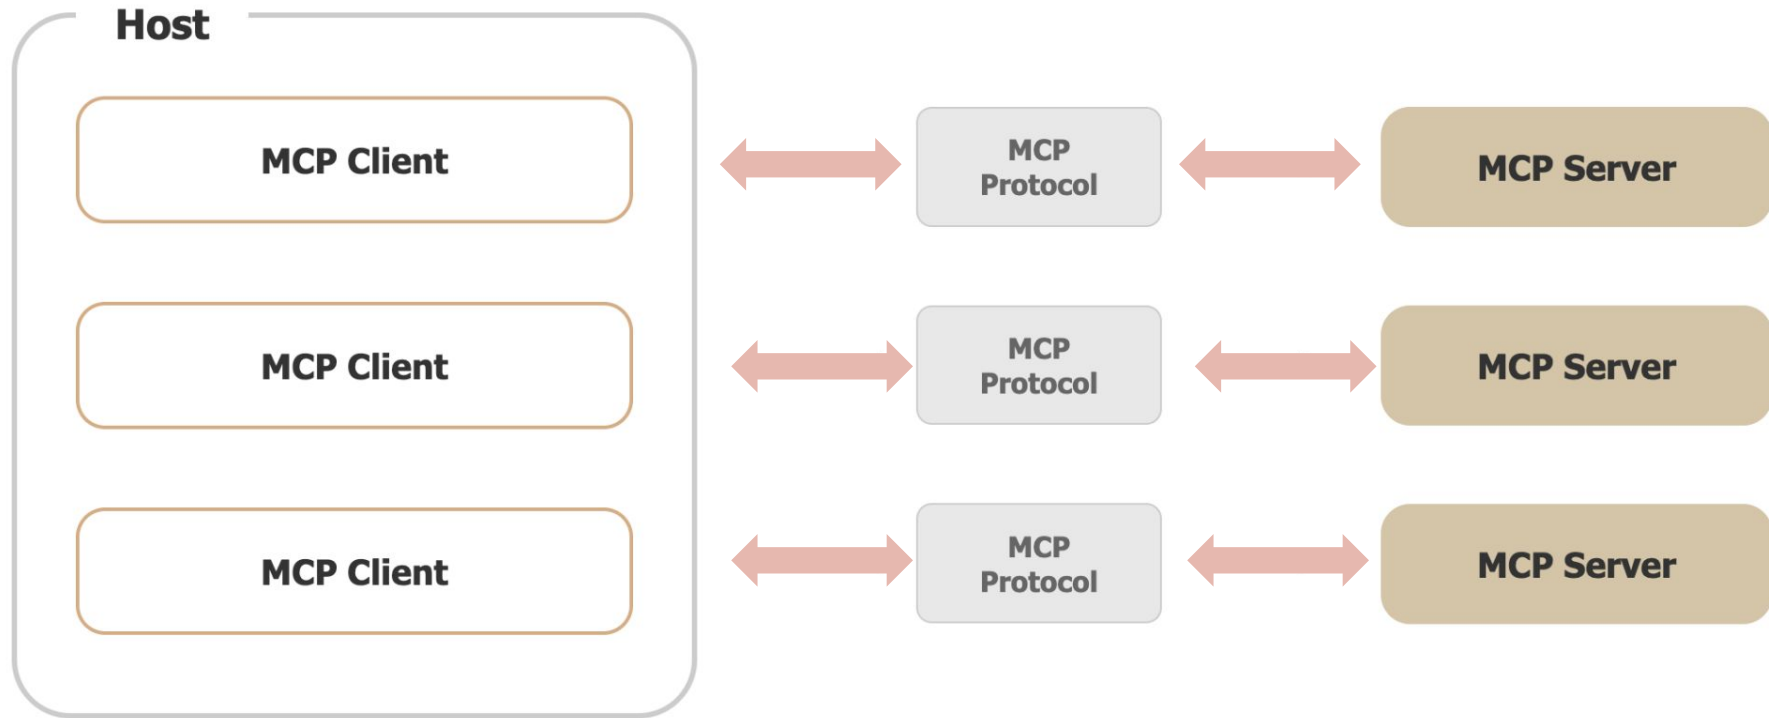 Host
MCP Client
MCP
Protocol
MCP Server
MCP Client
MCP
Protocol
MCP Server
MCP Client
MCP
Protocol
MCP Server